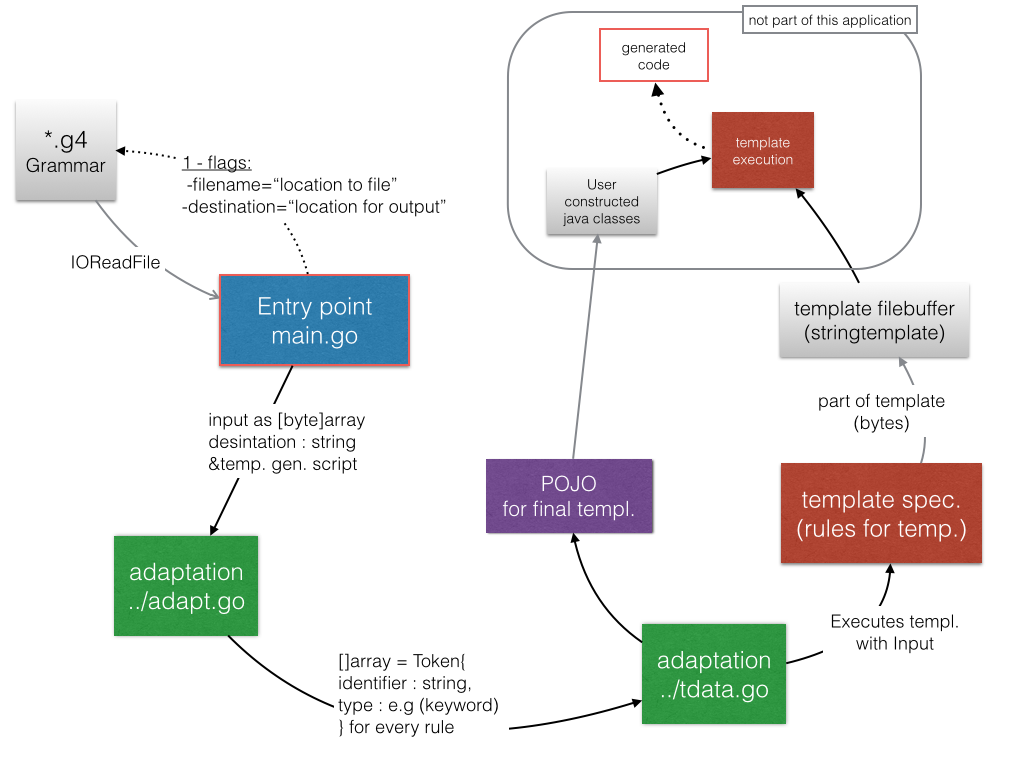 not part of this application
generated
code
*.g4
Grammar
template
execution
1 - flags:
-filename=“location to file”
-destination=“location for output”
User
constructed
java classes
IOReadFile
Entry point
main.go
template filebuffer
(stringtemplate)
input as [byte]array
desintation : string
&temp. gen. script
part of template
(bytes)
POJO
for final templ.
template spec.
(rules for temp.)
adaptation
../adapt.go
Executes templ.
with Input
[]array = Token{
identifier : string,
type : e.g (keyword)
} for every rule
adaptation
../tdata.go